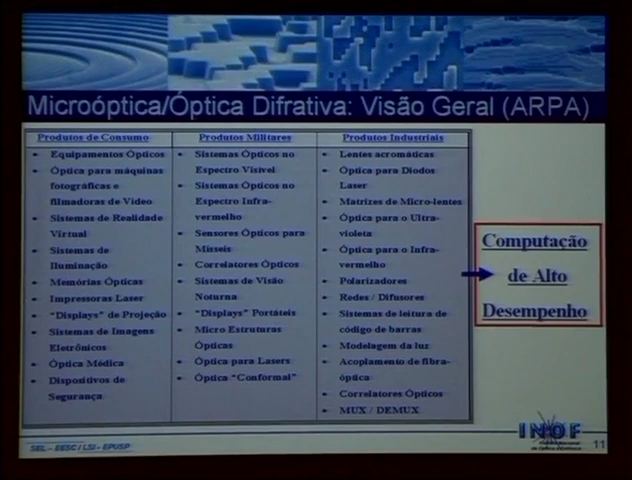 Microóptica/Óptica Difrativa: Visão Geral (ARPA)
Produtos de Consumo
Equipamentos Ópticos
Óptica para máquinas
fotográficas e
filmadoras de Vídeo
Sistemas de Realidade
Virtual
Sistemas de
Iluminação
Memórias Ópticas
Impressoras Laser
"Displays" de Projeção
Sistemas de Imagens
Eletrônicos
Óptica Médica
Dispositivos de
Segurança
Produtos Militares
Sistemas Ópticos no
Espectro Visível
Sistemas Ópticos no
Espectro Infra-
vermelho
Sensores Ópticos para
Mísseis
Correlatores Ópticos
Sistemas de Visão
Noturna
"Displays" Portáteis
Micro Estruturas
Ópticas
Óptica para Lasers
Óptica "Conformal"
Produtos Industriais
Lentes acromáticas
Óptica para Diodos
Laser
Matrizes de Micro-lentes
Óptica para o Ultra-
violeta
Óptica para o Infra-
vermelho
Polarizadores
Redes / Difusores
Sistemas de leitura de
código de barras
Modelagem da luz
Acoplamento de fibra-
óptica
Correlatores Ópticos
MUX / DEMUX
Computação
de Alto
Desempenho
SEL - EESC / LSI - EPUSP
INOF
11